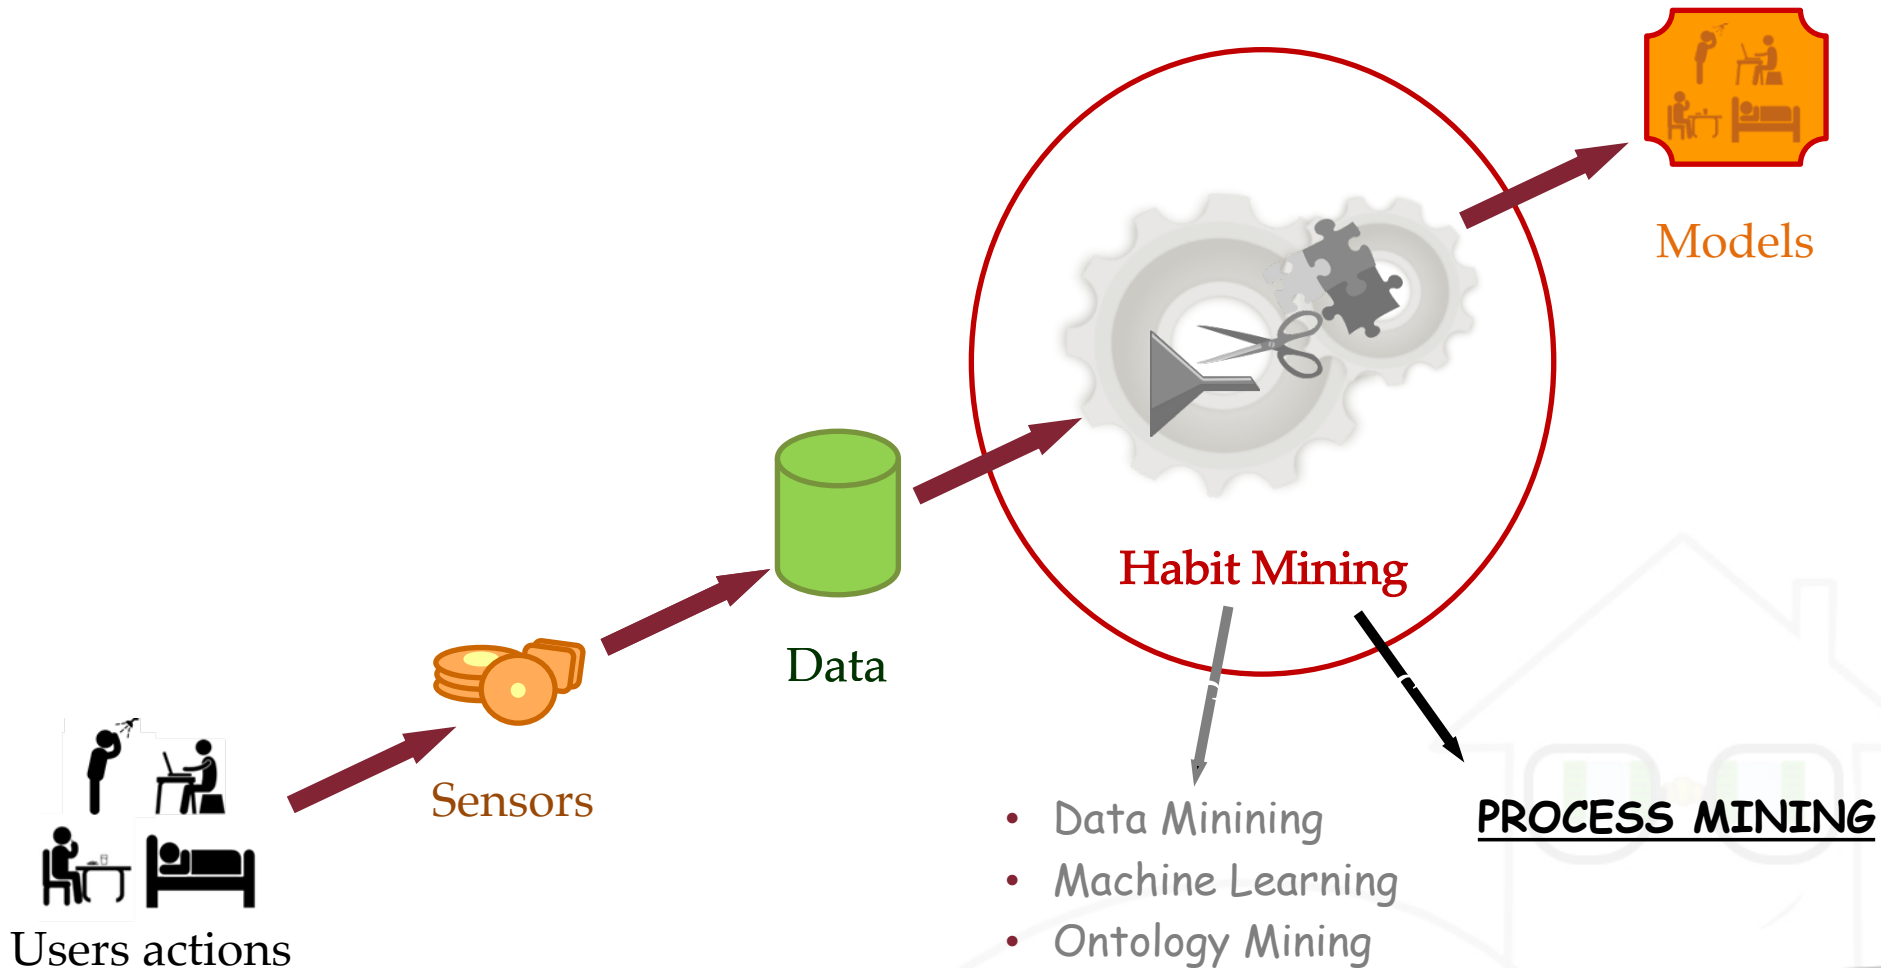 Models
Habit Mining
Data
Sensors
Users actions
• Data Minining
• Machine Learning
• Ontology Mining
PROCESS MINING